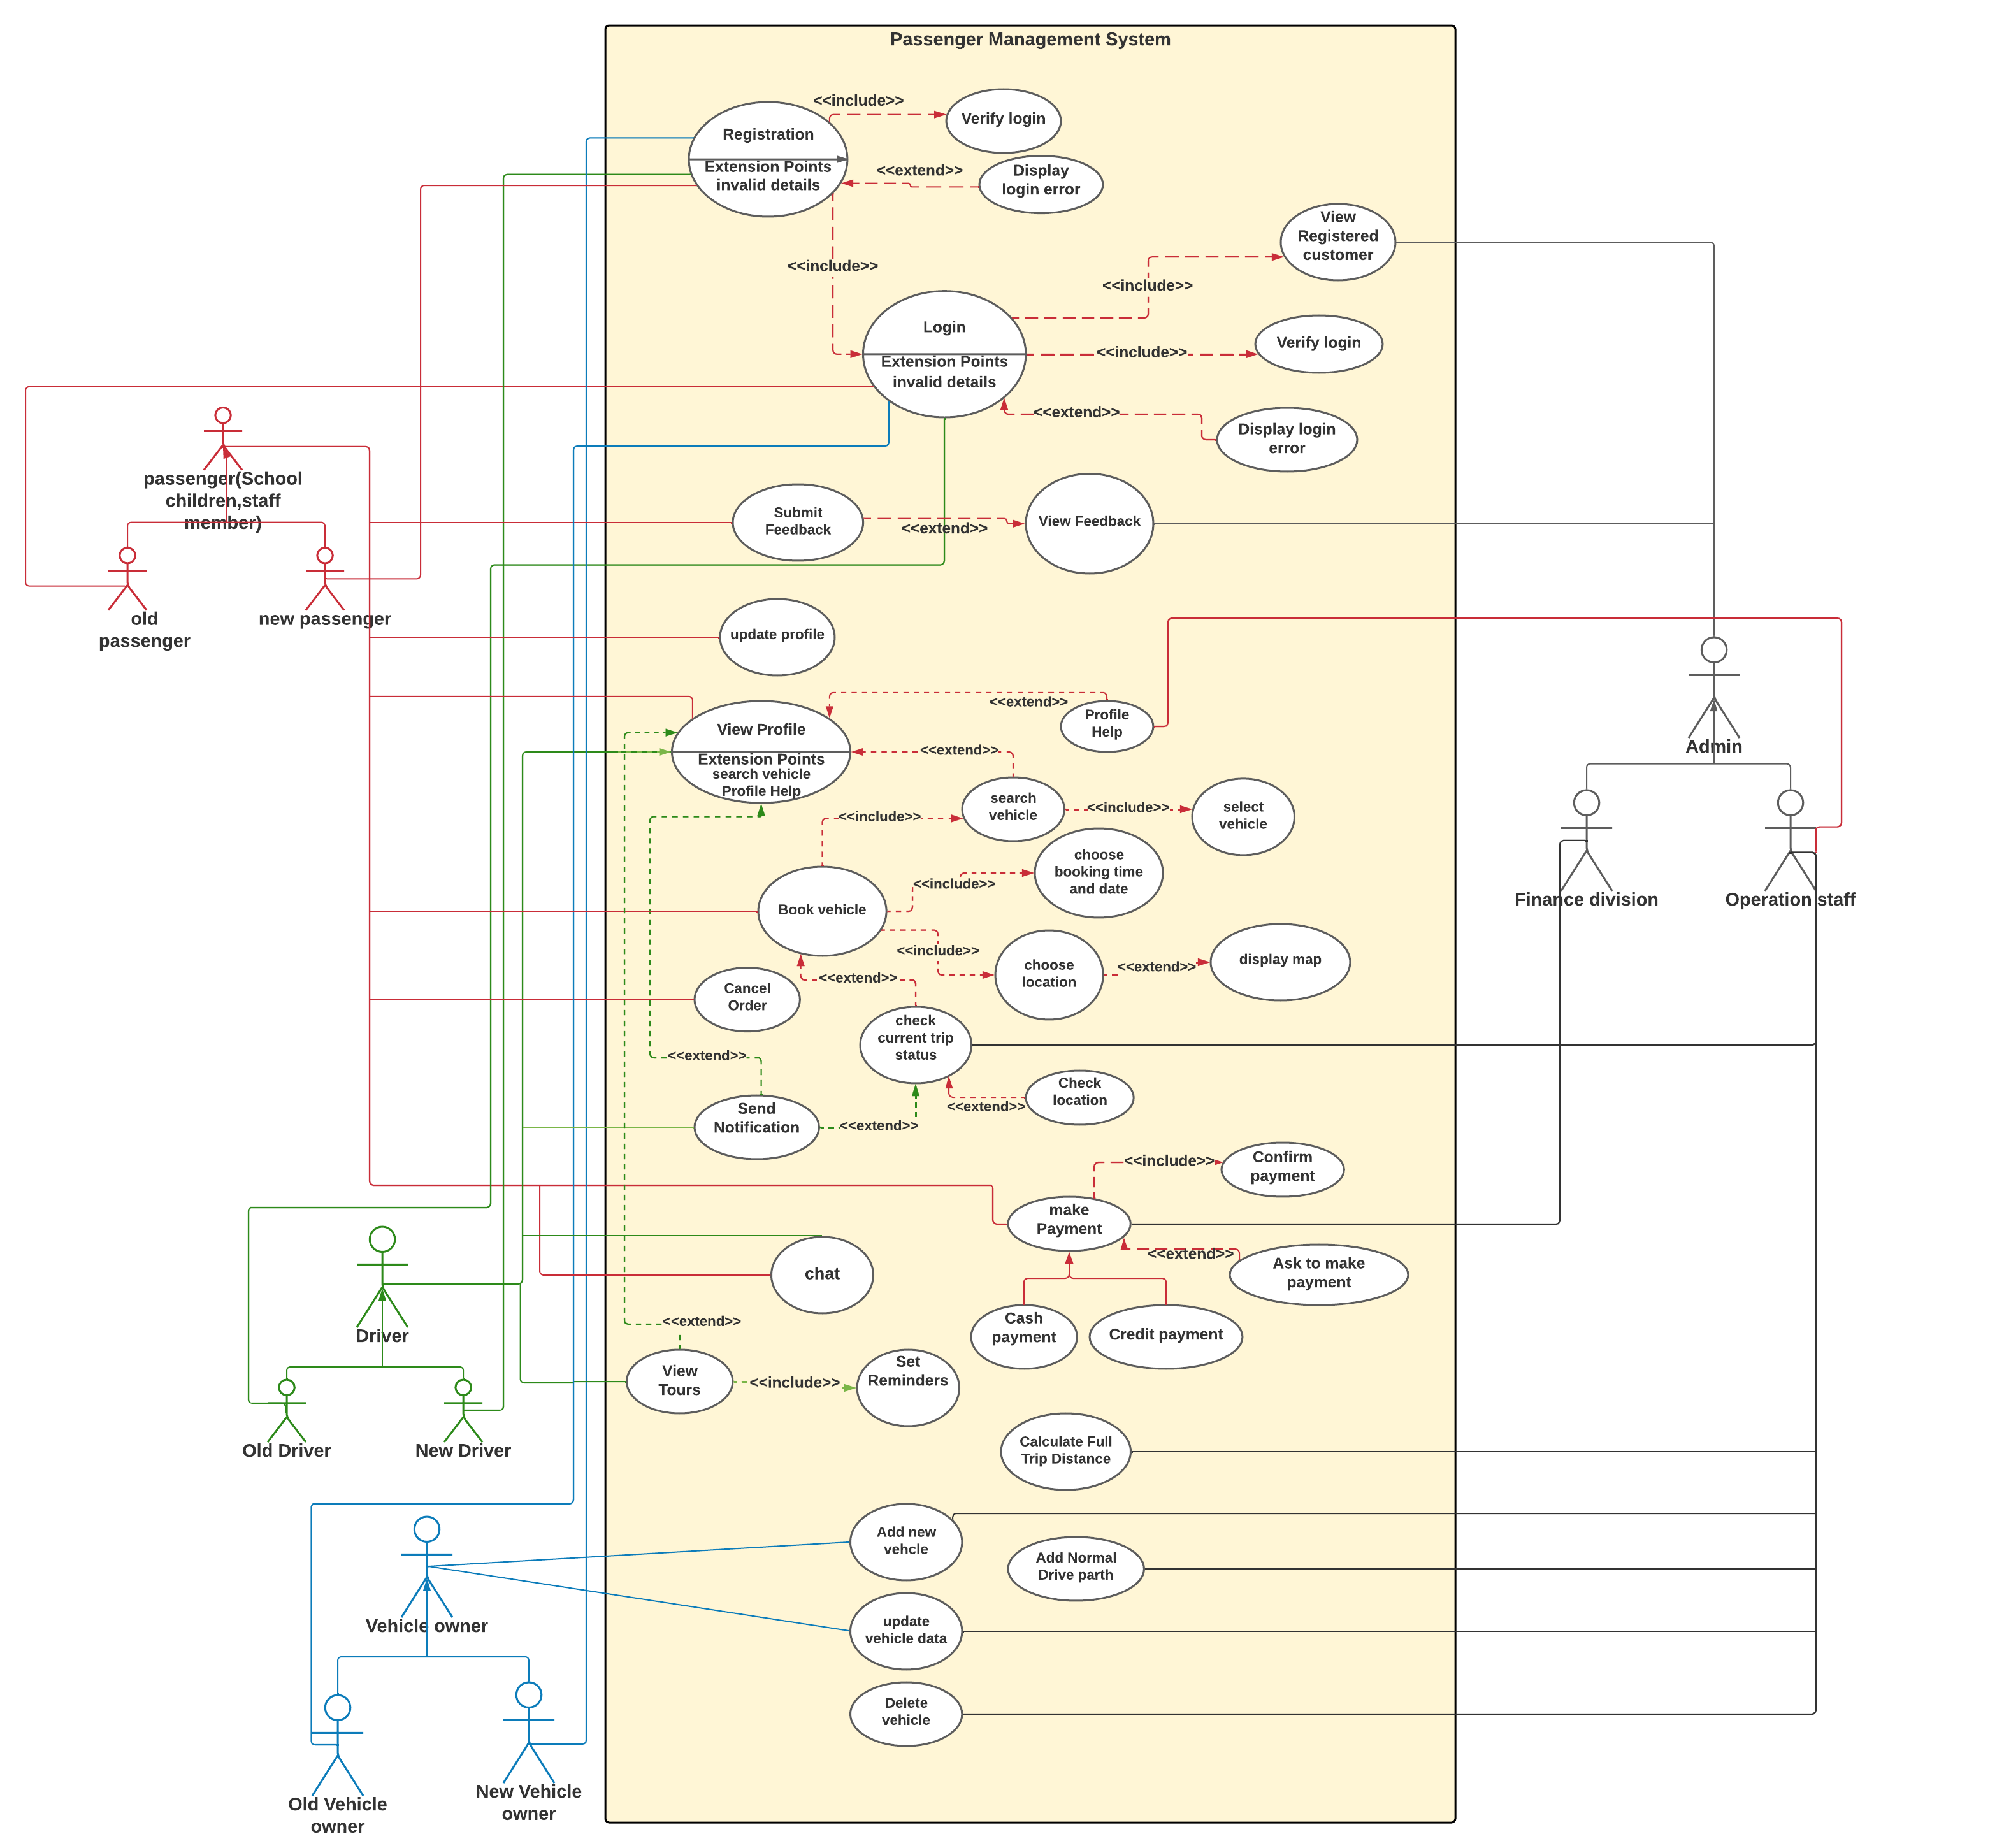 Passenger Management System
<<include>>
Verify login
Registration
Extension Points
invalid details
<<extend>>
Display
login error
<<include>>
View
Registered
customer
<<include>>
Login
Extension Points
invalid details
<<include>>
Verify login
<<extend>>
Display login
error
passenger(School
children,staff
member)
old
passenger
new passenger
Submit
Feedback
<<extend>>
View Feedback
update profile
<<extend>>
Profile
Help
View Profile
Extension Points
search vehicle
Profile Help
<<extend>>
search
vehicle
<<include>>
select
vehicle
<<include>>
choose
booking time
and date
<<include>>
Book vehicle
<<include>>
choose
location
<<extend>>
display map
<<extend>>
Cancel
Order
check
current trip
status
<<extend>>
Check
location
<<extend>>
Send
Notification
<<extend>>
Admin
Finance division
Operation staff
<<include>>
Confirm
payment
make
Payment
<<extend>>
Ask to make
payment
Cash
payment
Credit payment
chat
<<extend>>
View
Tours
<<include>>
Set
Reminders
Driver
Old Driver
New Driver
Calculate Full
Trip Distance
Add new
vehcle
Add Normal
Drive parth
update
vehicle data
Delete
vehicle
Vehicle owner
Old Vehicle
owner
New Vehicle
owner